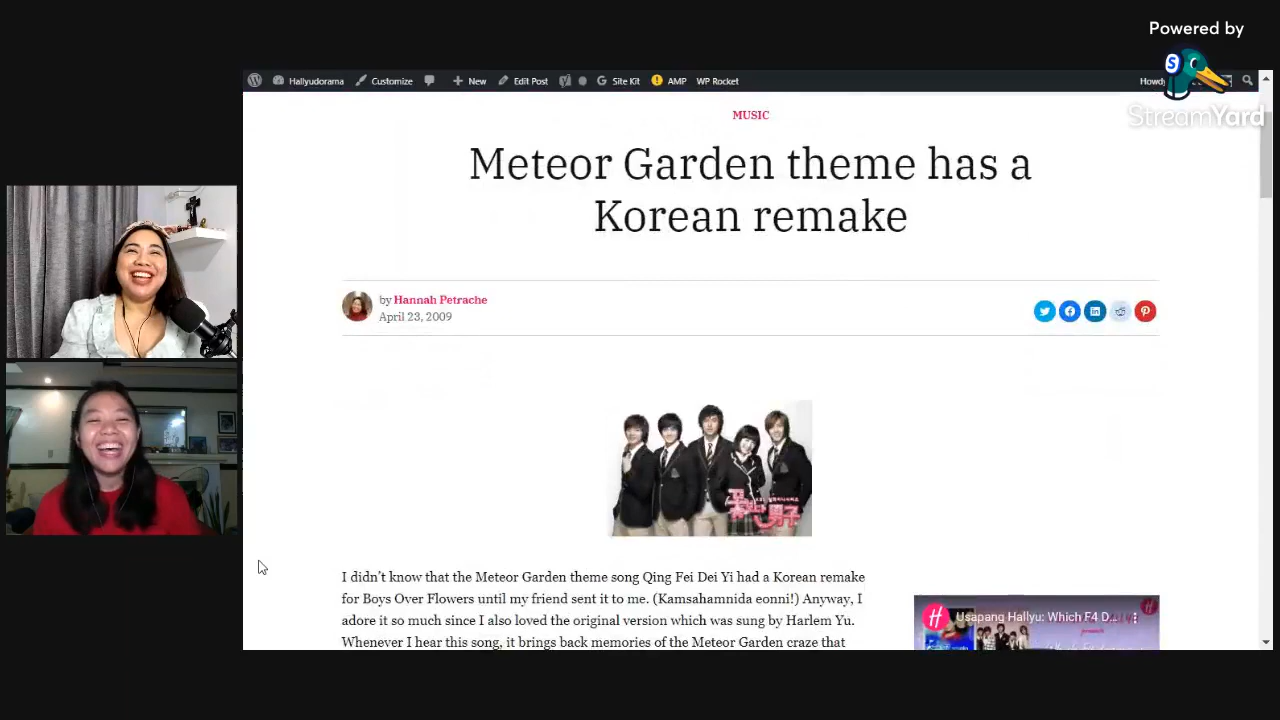 Powered by
StreamYard
Hallyudorama Customize New Edit Post Site Kit AMP WP Rocket
MUSIC
Meteor Garden theme has a
Korean remake
by Hannah Petrache
April 23, 2009
I didn't know that the Meteor Garden theme song Qing Fei Dei Yi had a Korean remake
for Boys Over Flowers until my friend sent it to me. (Kamsahamnida eonni!) Anyway, I
adore it so much since I also loved the original version which was sung by Harlem Yu.
Whenever I hear this song, it brings back memories of the Meteor Garden craze that
Usapang Hallyu: Which F4 D...